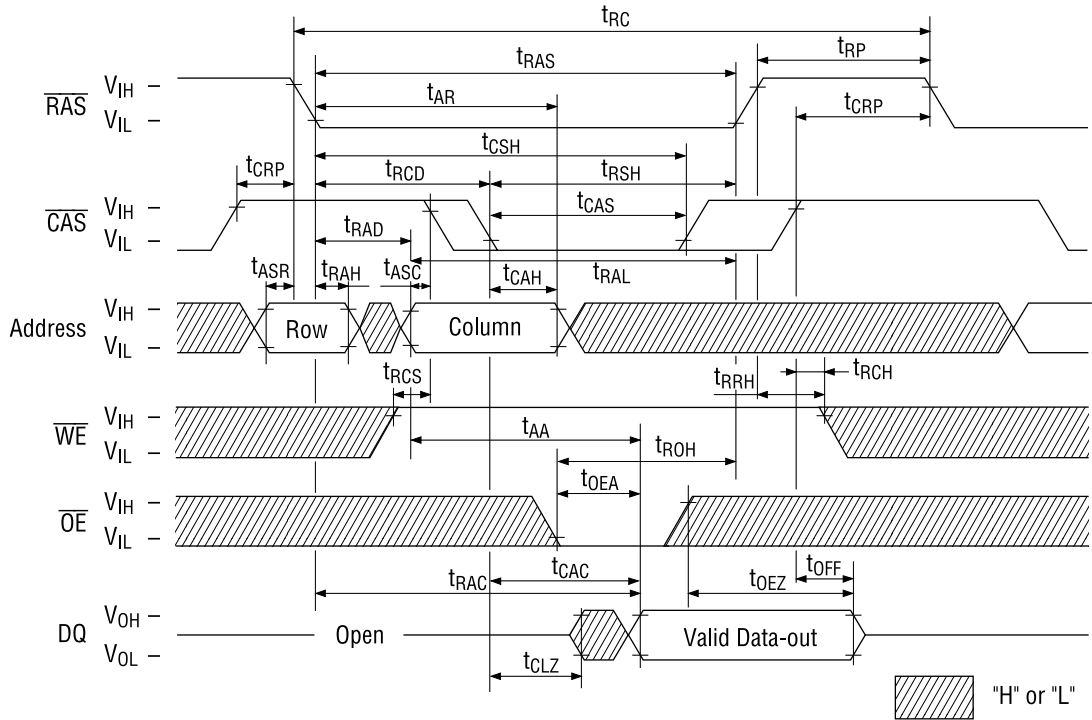 tRC
tRAS
tRP
tAR
RAS
VIH
VIL
tCRP
tCSH
tCRP
tRCD
tRSH
CAS
VIH
VIL
tCAS
tRAD
tRAL
tASR
tRAH
tASC
tCAH
Address
VIH
VIL
Row
Column
tRCS
tRRH
tRCH
WE
VIH
VIL
tAA
tROH
tOEA
OE
VIH
VIL
tCAC
tRAC
tOEZ
tOFF
DQ
VOH
VOL
Open
Valid Data-out
tCLZ
"H" or "L"